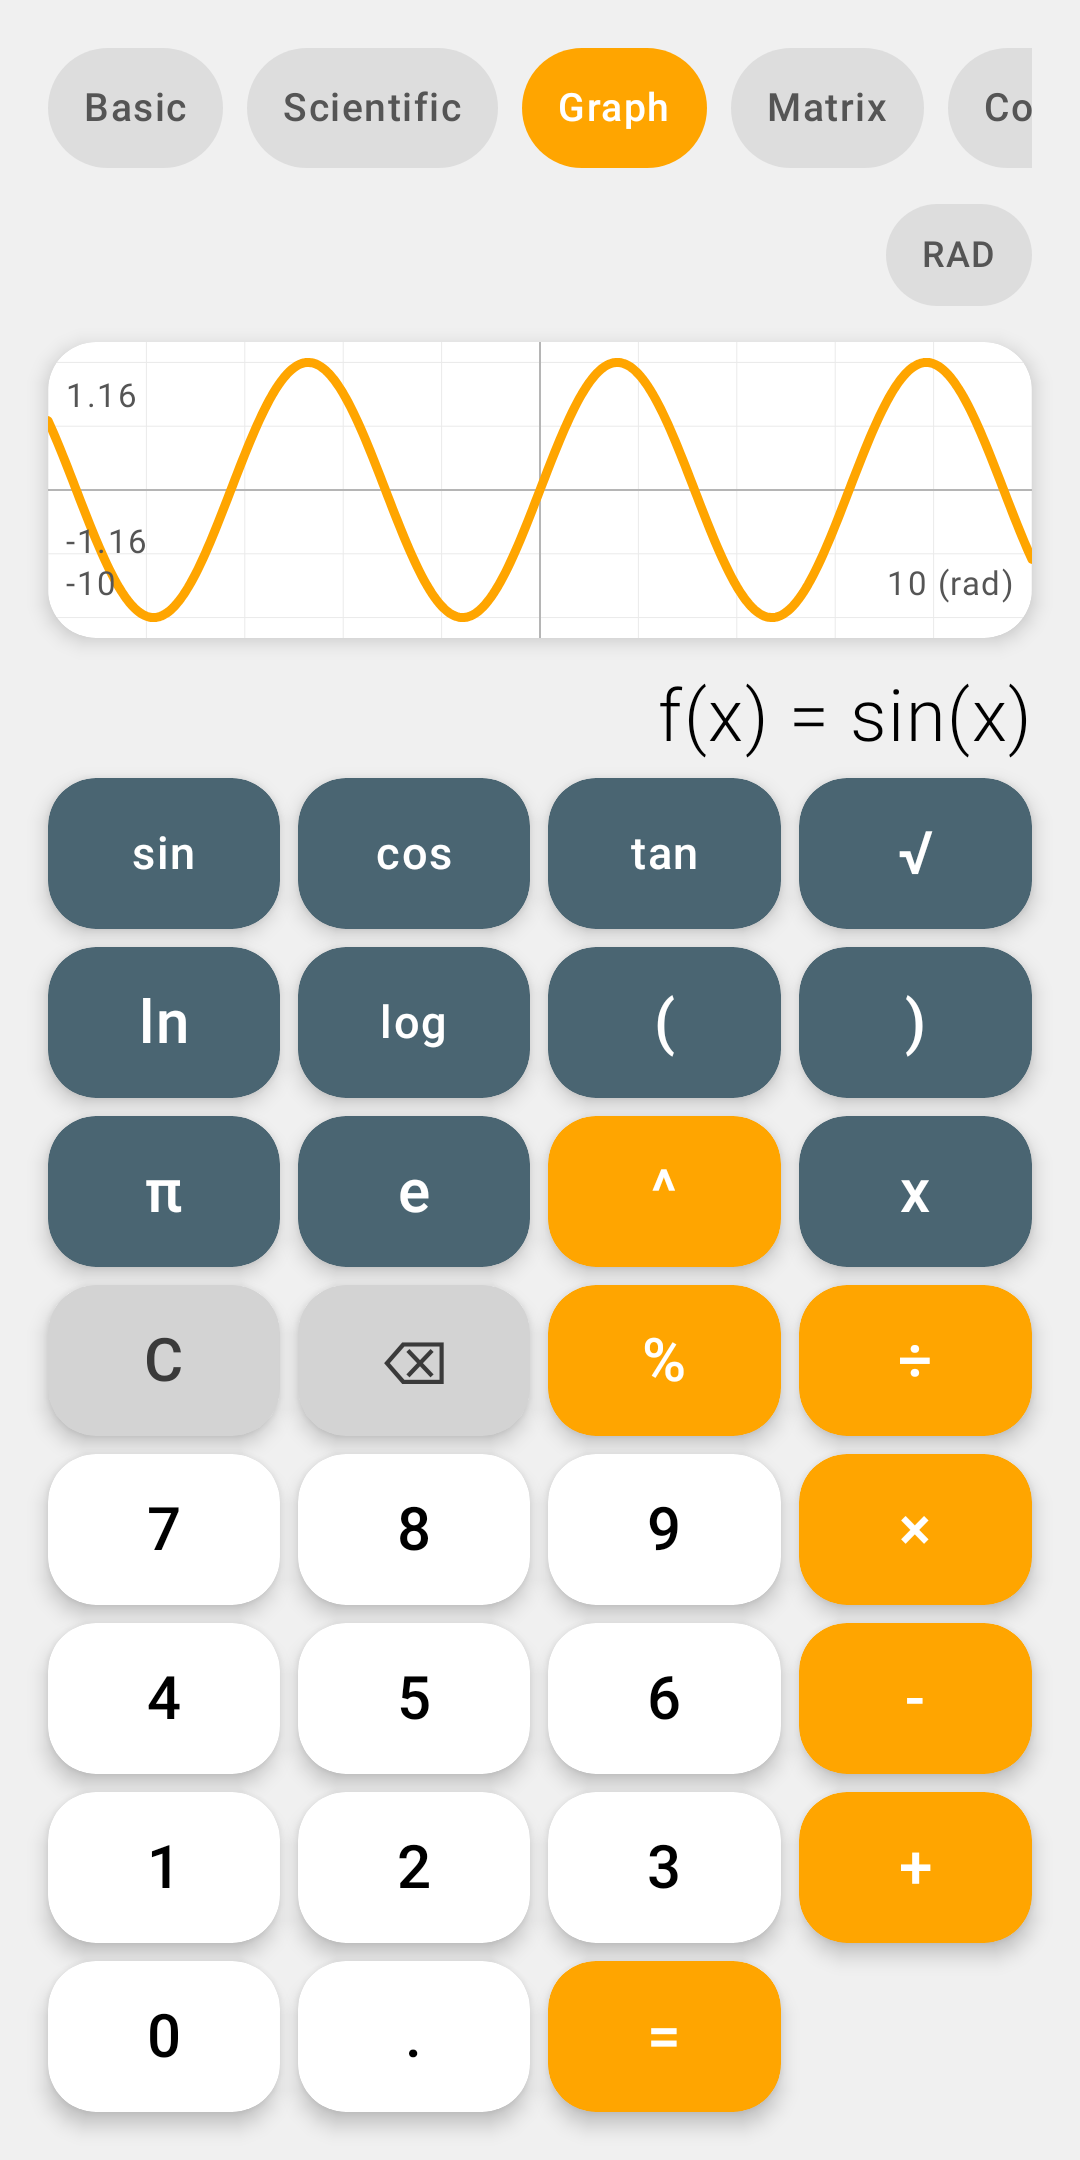 Basic Scientific Graph Matrix Co
RAD
1.16
-1.16
-10 10 (rad)
f(x) = sin(x)
sin cos tan √
ln log ( )
π e ^ x
C ⌫ % ÷
7 8 9 ×
4 5 6 -
1 2 3 +
0 . =